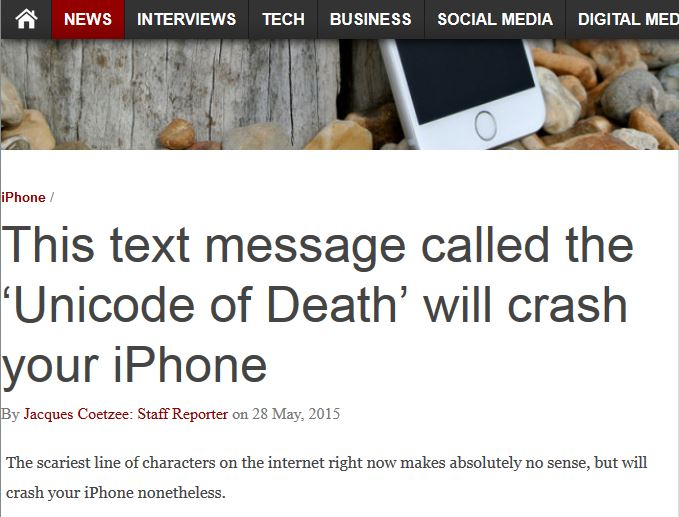 NEWS INTERVIEWS TECH BUSINESS SOCIAL MEDIA DIGITAL MED
iPhone /
This text message called the
‘Unicode of Death’ will crash
your iPhone
By Jacques Coetzee: Staff Reporter on 28 May, 2015
The scariest line of characters on the internet right now makes absolutely no sense, but will
crash your iPhone nonetheless.